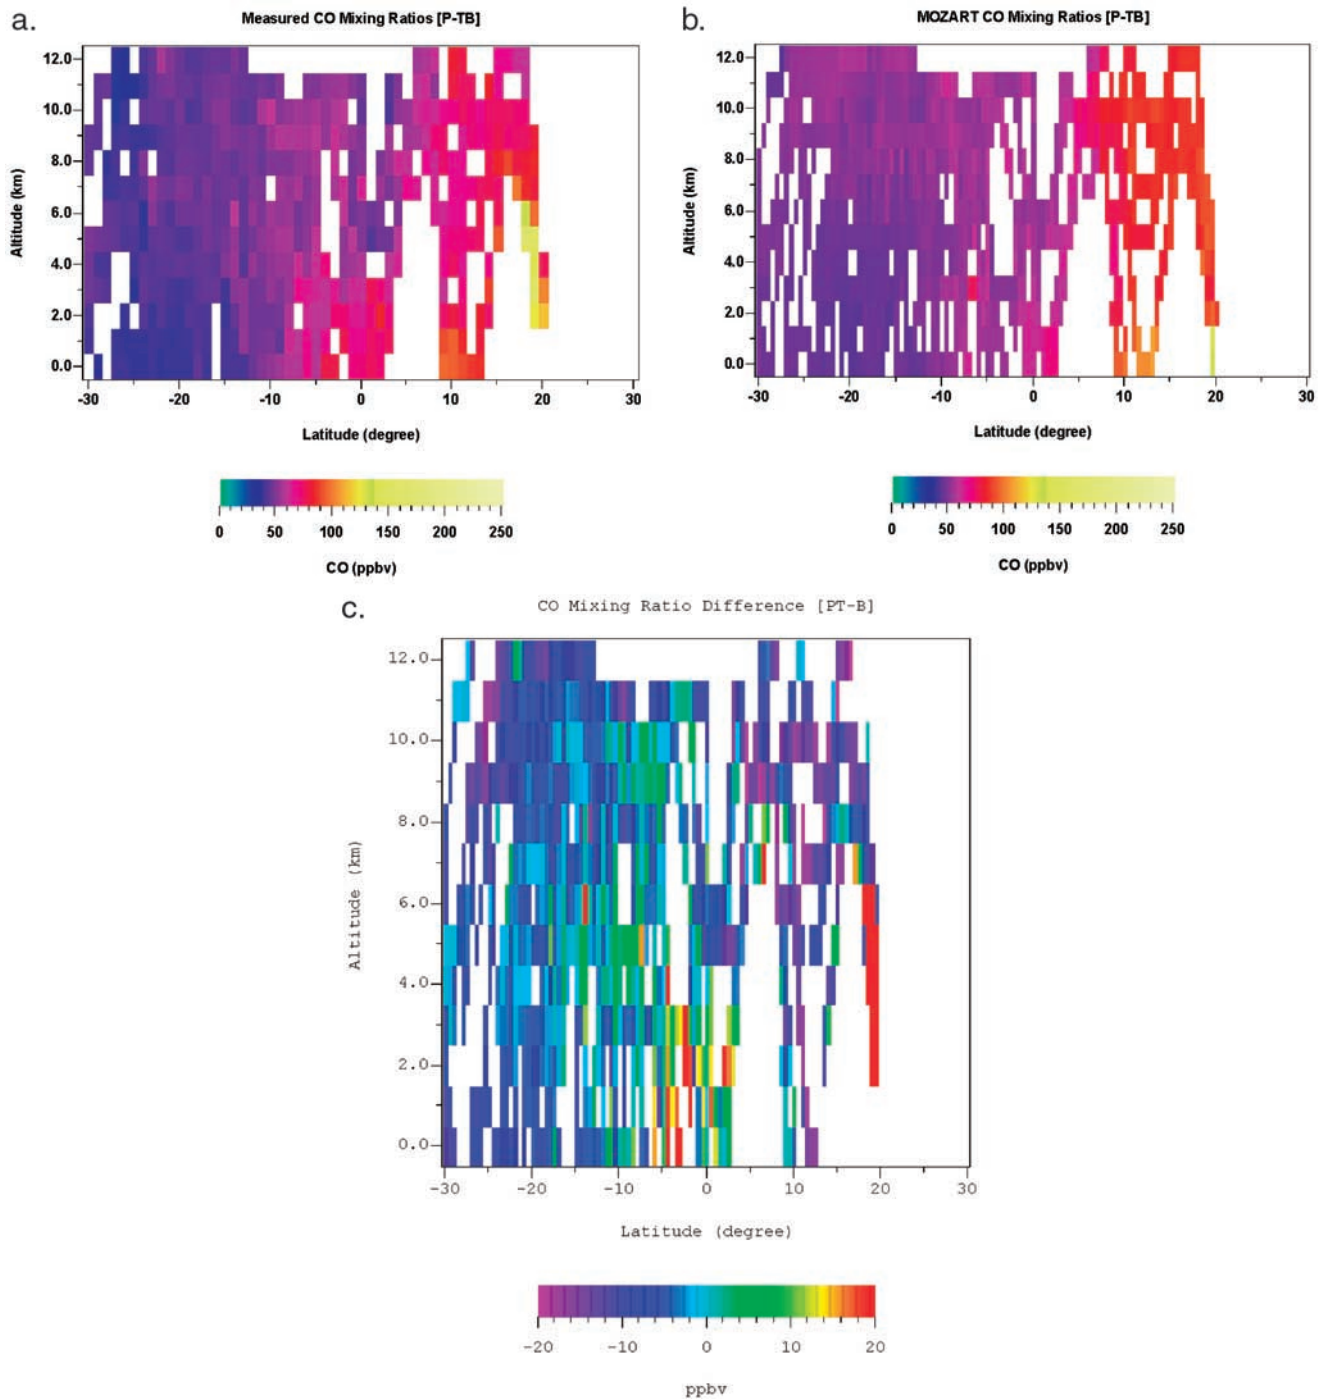 a.
Measured CO Mixing Ratios [P-TB]
12.0
10.0
8.0
6.0
4.0
2.0
0.0
Altitude (km)
-30 -20 -10 0 10 20 30
Latitude (degree)
0 50 100 150 200 250
CO (ppbv)
b.
MOZART CO Mixing Ratios [P-TB]
12.0
10.0
8.0
6.0
4.0
2.0
0.0
Altitude (km)
-30 -20 -10 0 10 20 30
Latitude (degree)
0 50 100 150 200 250
CO (ppbv)
c.
CO Mixing Ratio Difference [PT-B]
12.0
10.0
8.0
6.0
4.0
2.0
0.0
Altitude (km)
-30 -20 -10 0 10 20 30
Latitude (degree)
-20 -10 0 10 20
ppbv